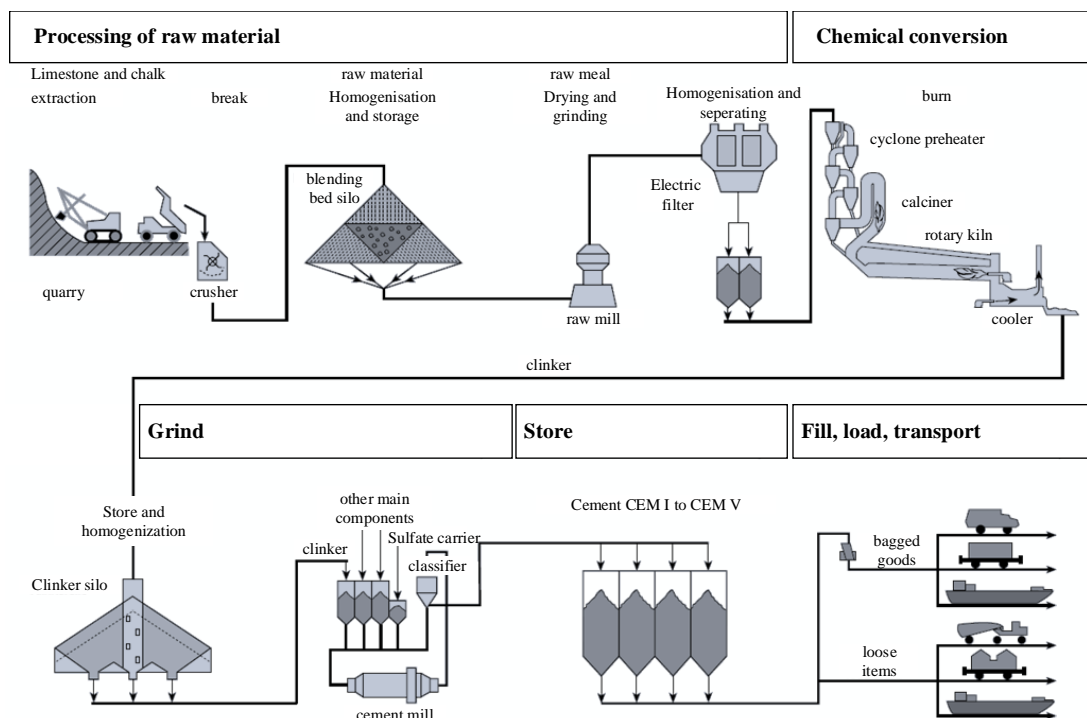 Processing of raw material
Chemical conversion
Limestone and chalk
extraction
break
raw material
Homogenisation
and storage
raw meal
Drying and
grinding
Homogenisation and
seperating
burn
cyclone preheater
blending
bed silo
Electric
filter
calciner
rotary kiln
quarry
crusher
raw mill
cooler
clinker
Grind
Store
Fill, load, transport
Store and
homogenization
other main
components
Sulfate carrier
clinker
classifier
Cement CEM I to CEM V
bagged
goods
Clinker silo
loose
items
cement mill